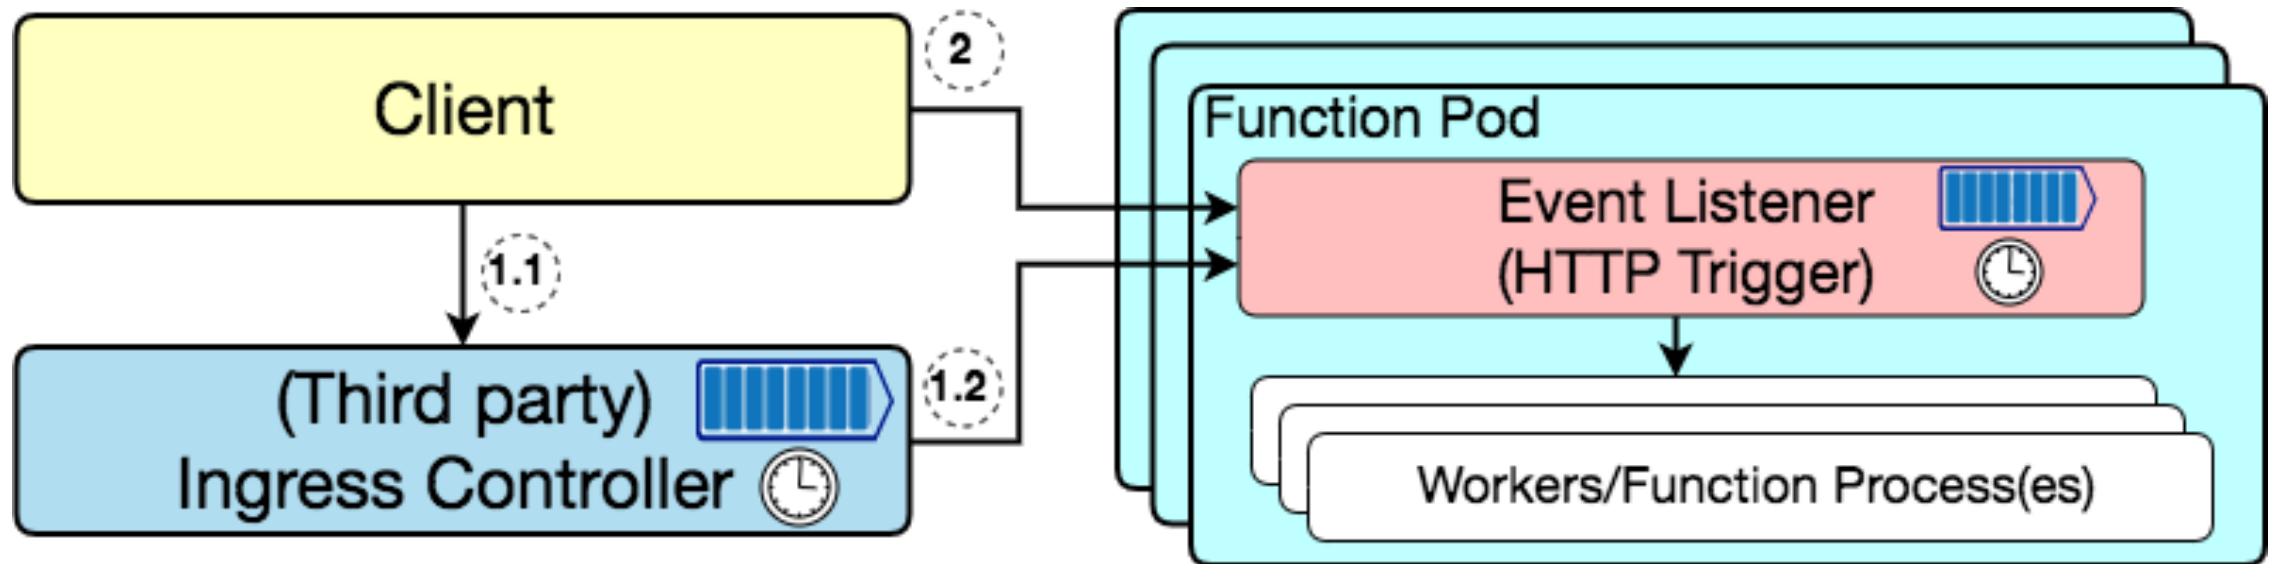 Client
2
1.1
(Third party)
Ingress Controller
1.2
Function Pod
Event Listener
(HTTP Trigger)
Workers/Function Process(es)